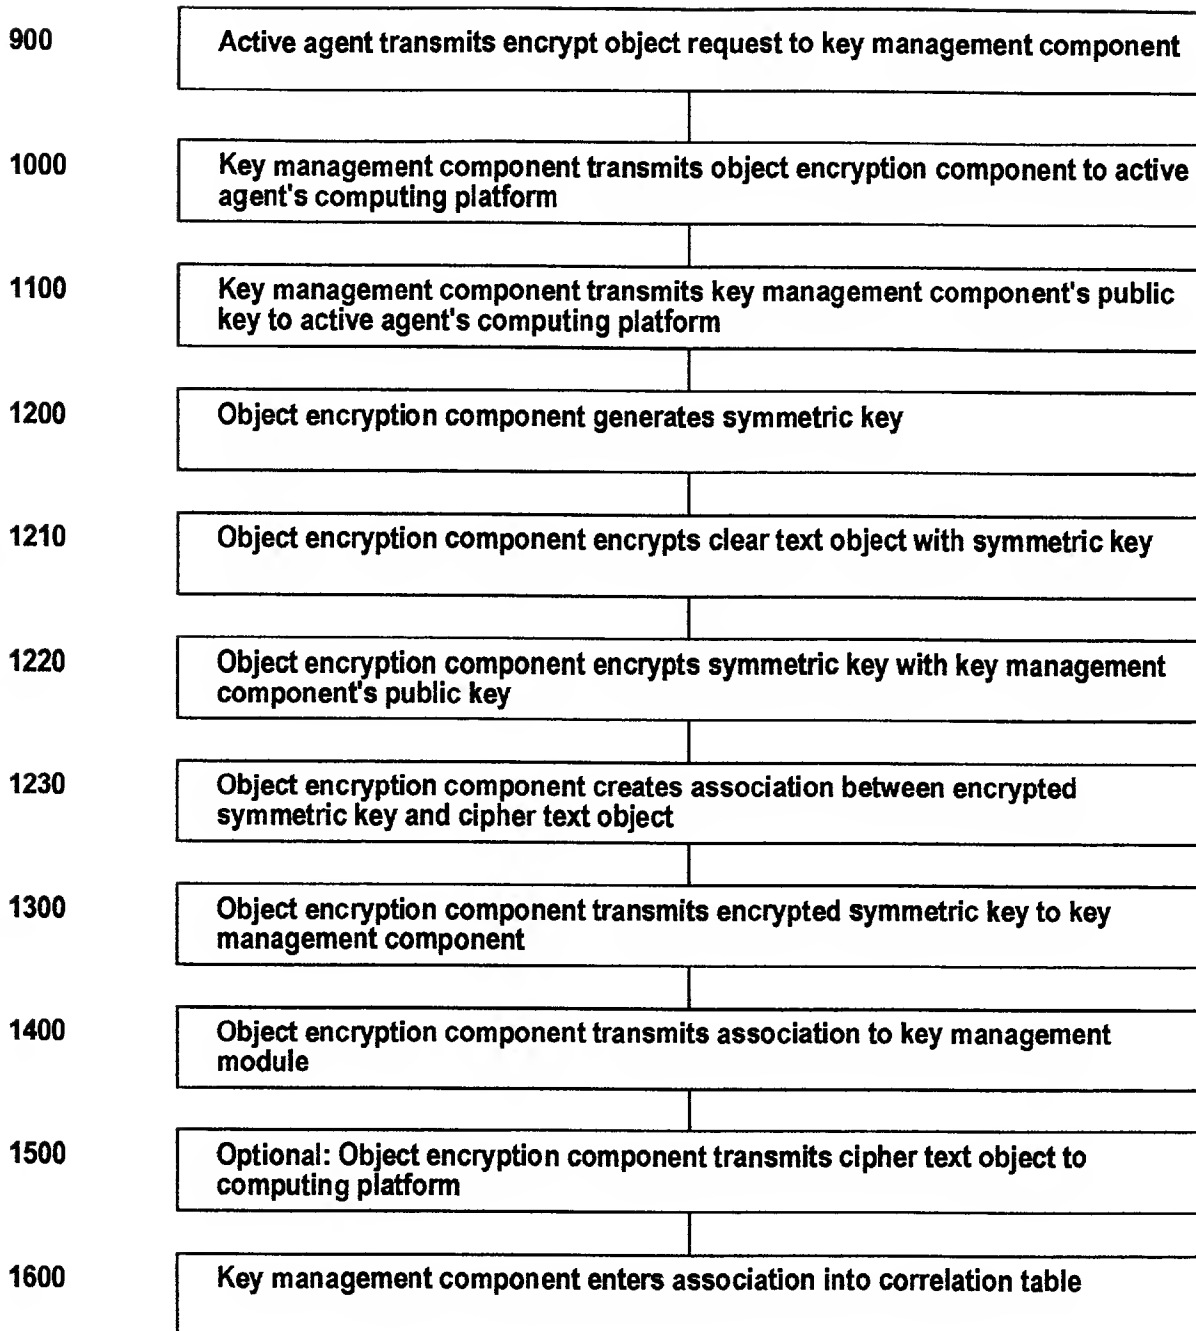 900 Active agent transmits encrypt object request to key management component
1000 Key management component transmits object encryption component to active
agent's computing platform
1100 Key management component transmits key management component's public
key to active agent's computing platform
1200 Object encryption component generates symmetric key
1210 Object encryption component encrypts clear text object with symmetric key
1220 Object encryption component encrypts symmetric key with key management
component's public key
1230 Object encryption component creates association between encrypted
symmetric key and cipher text object
1300 Object encryption component transmits encrypted symmetric key to key
management component
1400 Object encryption component transmits association to key management
module
1500 Optional: Object encryption component transmits cipher text object to
computing platform
1600 Key management component enters association into correlation table